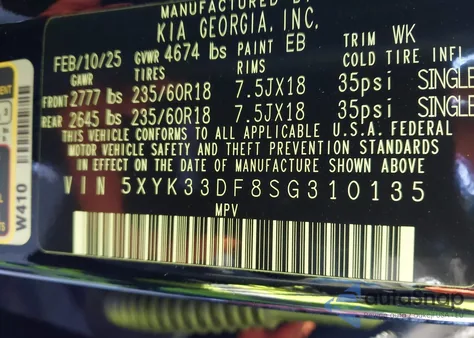 MANUFACTURED BY
KIA GEORGIA, INC.
FEB/10/25 GVWR 4674 lbs PAINT EB TRIM WK
GAWR TIRES RIMS COLD TIRE INFL
FRONT 2777 lbs 235/60R18 7.5JX18 35psi SINGLE
REAR 2645 lbs 235/60R18 7.5JX18 35psi SINGLE
THIS VEHICLE CONFORMS TO ALL APPLICABLE U.S.A. FEDERAL
MOTOR VEHICLE SAFETY AND THEFT PREVENTION STANDARDS
IN EFFECT ON THE DATE OF MANUFACTURE SHOWN ABOVE
VIN 5XYK33DF8SG310135
MPV
W410